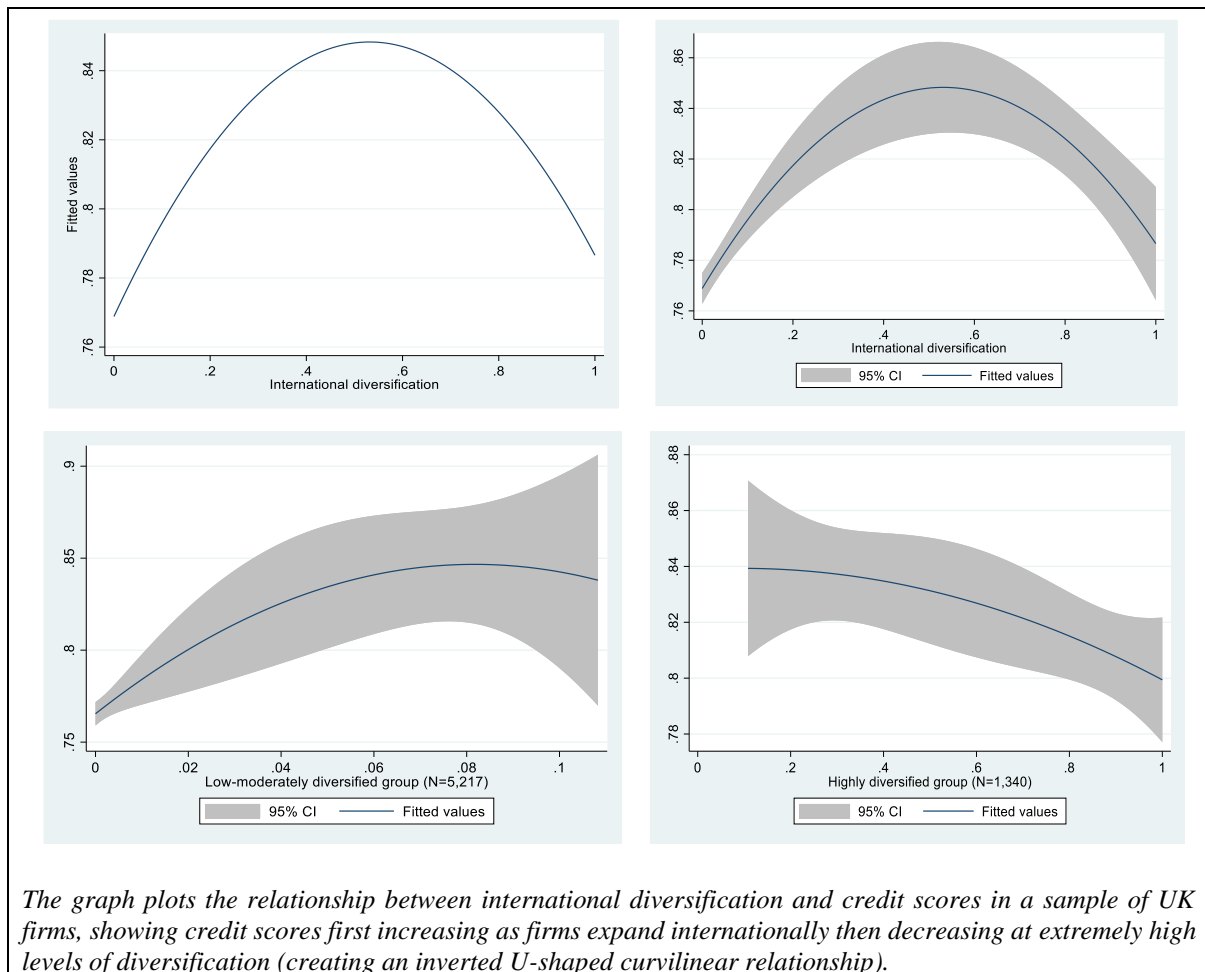 Fitted values
.84
.82
.8
.78
.76
0 .2 .4 .6 .8 1
International diversification
.86
.84
.82
.8
.78
.76
0 .2 .4 .6 .8 1
International diversification
95% CI Fitted values
.9
.85
.8
.75
0 .02 .04 .06 .08 .1
Low-moderately diversified group (N=5,217)
95% CI Fitted values
.88
.86
.84
.82
.8
.78
0 .2 .4 .6 .8 1
Highly diversified group (N=1,340)
95% CI Fitted values
The graph plots the relationship between international diversification and credit scores in a sample of UK
firms, showing credit scores first increasing as firms expand internationally then decreasing at extremely high
levels of diversification (creating an inverted U-shaped curvilinear relationship).